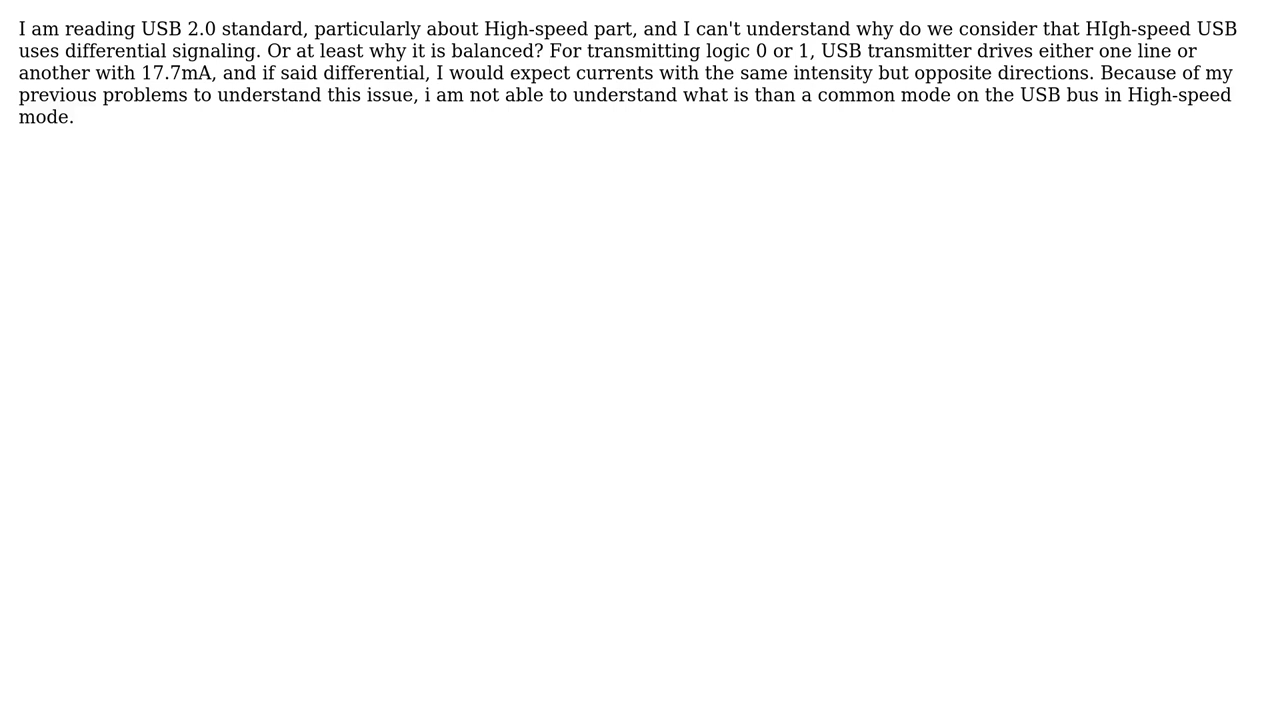 I am reading USB 2.0 standard, particularly about High-speed part, and I can't understand why do we consider that HIgh-speed USB
uses differential signaling. Or at least why it is balanced? For transmitting logic 0 or 1, USB transmitter drives either one line or
another with 17.7mA, and if said differential, I would expect currents with the same intensity but opposite directions. Because of my
previous problems to understand this issue, i am not able to understand what is than a common mode on the USB bus in High-speed
mode.